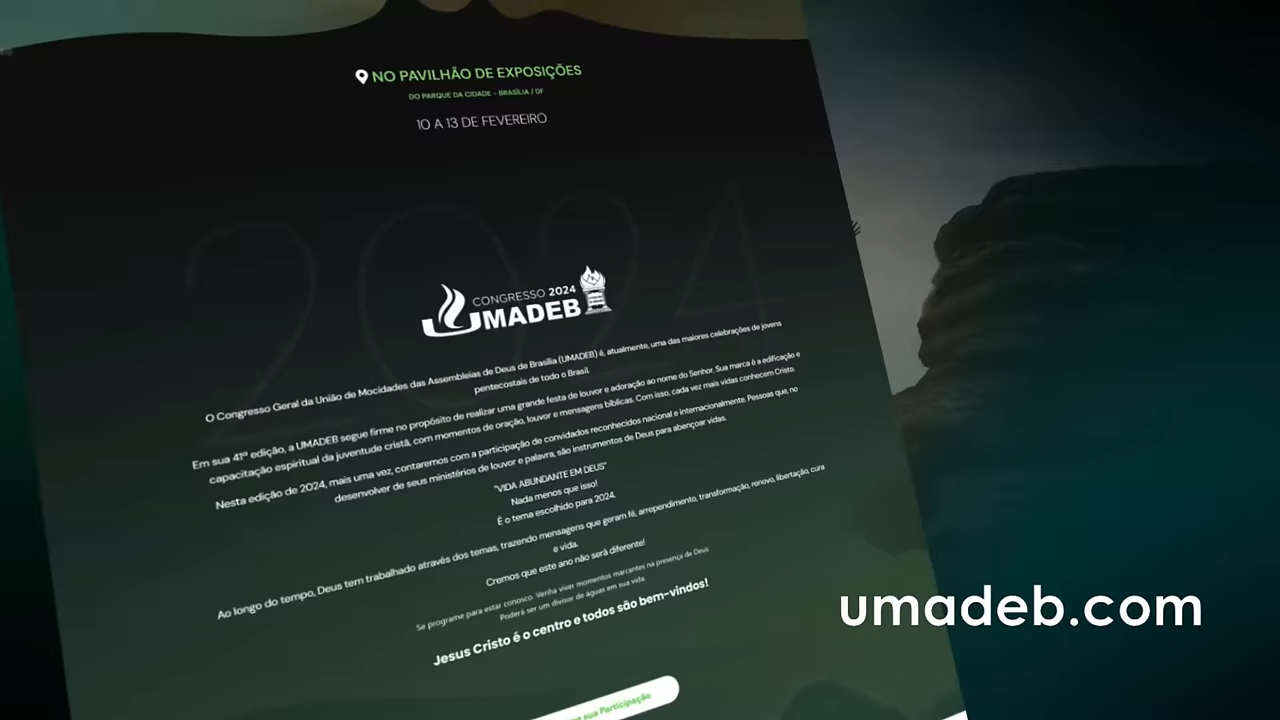 NO PAVILHÃO DE EXPOSIÇÕES
DO PARQUE DA CIDADE - BRASÍLIA / DF
10 A 13 DE FEVEREIRO
2024
CONGRESSO 2024
UMADEB
O Congresso Geral da União de Mocidades das Assembleias de Deus de Brasília (UMADEB) é, atualmente, uma das maiores celebrações de jovens
pentecostais de todo o Brasil.
Em sua 41ª edição, a UMADEB segue firme no propósito de realizar uma grande festa de louvor e adoração ao nome do Senhor. Sua marca é a edificação e
capacitação espiritual da juventude cristã, com momentos de oração, louvor e mensagens bíblicas. Com isso, cada vez mais vidas conhecem Cristo.
Nesta edição de 2024, mais uma vez, contaremos com a participação de convidados reconhecidos nacional e internacionalmente. Pessoas que, no
desenvolver de seus ministérios de louvor e palavra, são instrumentos de Deus para abençoar vidas.
"VIDA ABUNDANTE EM DEUS"
Nada menos que isso!
É o tema escolhido para 2024.
Ao longo do tempo, Deus tem trabalhado através dos temas, trazendo mensagens que geram fé, arrependimento, transformação, renovo, libertação, cura
e vida.
Cremos que este ano não será diferente!
Se programe para estar conosco. Venha viver momentos marcantes na presença de Deus
Poderá ser um divisor de águas em sua vida.
Jesus Cristo é o centro e todos são bem-vindos!
sua Participação
umadeb.com